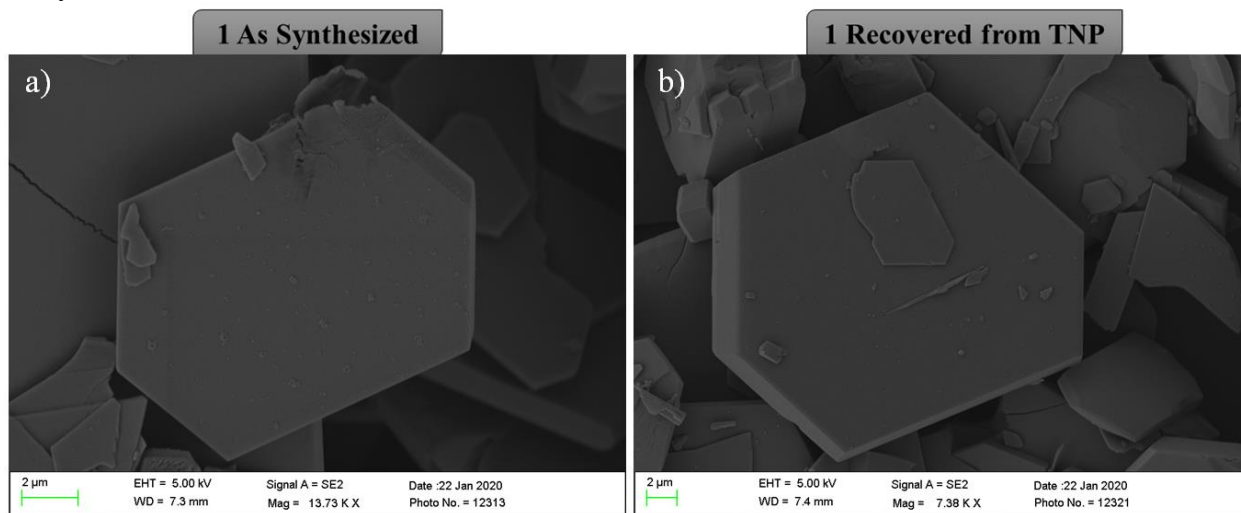 1 As Synthesized
1 Recovered from TNP
a)
b)
2 µm
EHT = 5.00 kV
Signal A = SE2
Date :22 Jan 2020
WD = 7.3 mm
Mag = 13.73 K X
Photo No. = 12313
2 µm
EHT = 5.00 kV
Signal A = SE2
Date :22 Jan 2020
WD = 7.4 mm
Mag = 7.38 K X
Photo No. = 12321